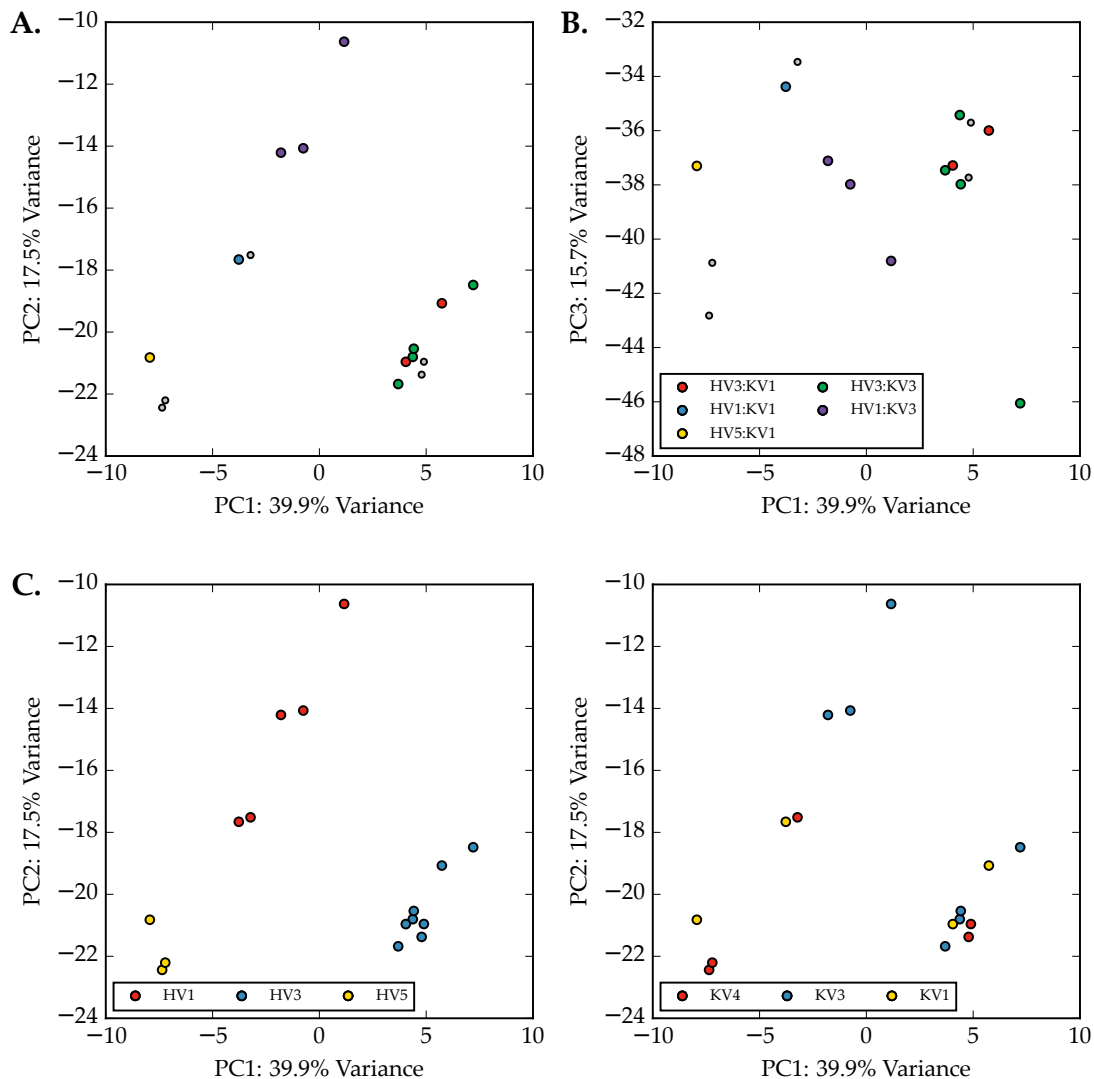 A.
−10
−12
−14
−16
−18
−20
−22
−24
PC2: 17.5% Variance
−10
−5
0
5
10
PC1: 39.9% Variance
B.
−32
−34
−36
−38
−40
−42
−44
−46
−48
PC3: 15.7% Variance
HV3:KV1
HV3:KV3
HV1:KV1
HV1:KV3
HV5:KV1
−10
−5
0
5
10
PC1: 39.9% Variance
C.
−10
−12
−14
−16
−18
−20
−22
−24
PC2: 17.5% Variance
HV1 HV3 HV5
−10
−5
0
5
10
PC1: 39.9% Variance
−10
−12
−14
−16
−18
−20
−22
−24
PC2: 17.5% Variance
KV4 KV3 KV1
−10
−5
0
5
10
PC1: 39.9% Variance